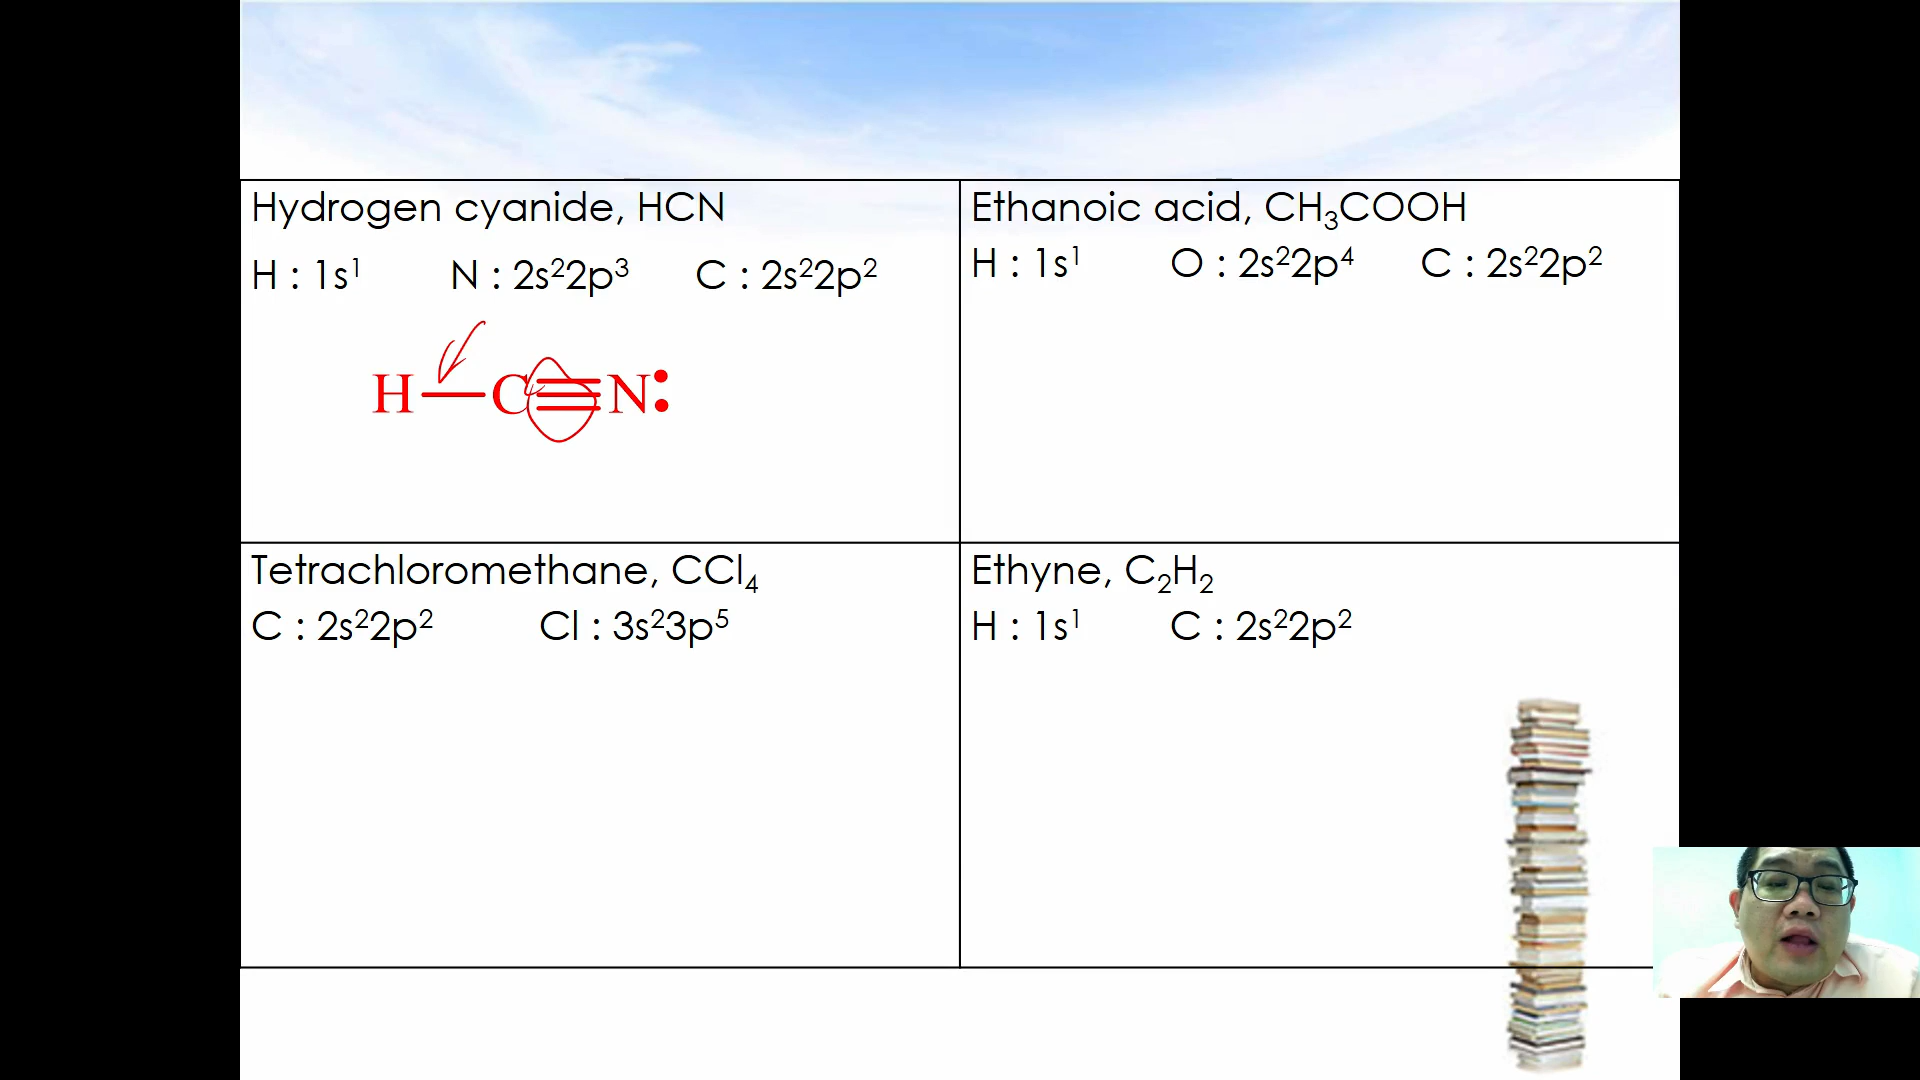 Hydrogen cyanide, HCN
H : 1s¹ N : 2s²2p³ C : 2s²2p²
H—C≡N:
Ethanoic acid, CH₃COOH
H : 1s¹ O : 2s²2p⁴ C : 2s²2p²
Tetrachloromethane, CCl₄
C : 2s²2p² Cl : 3s²3p⁵
Ethyne, C₂H₂
H : 1s¹ C : 2s²2p²